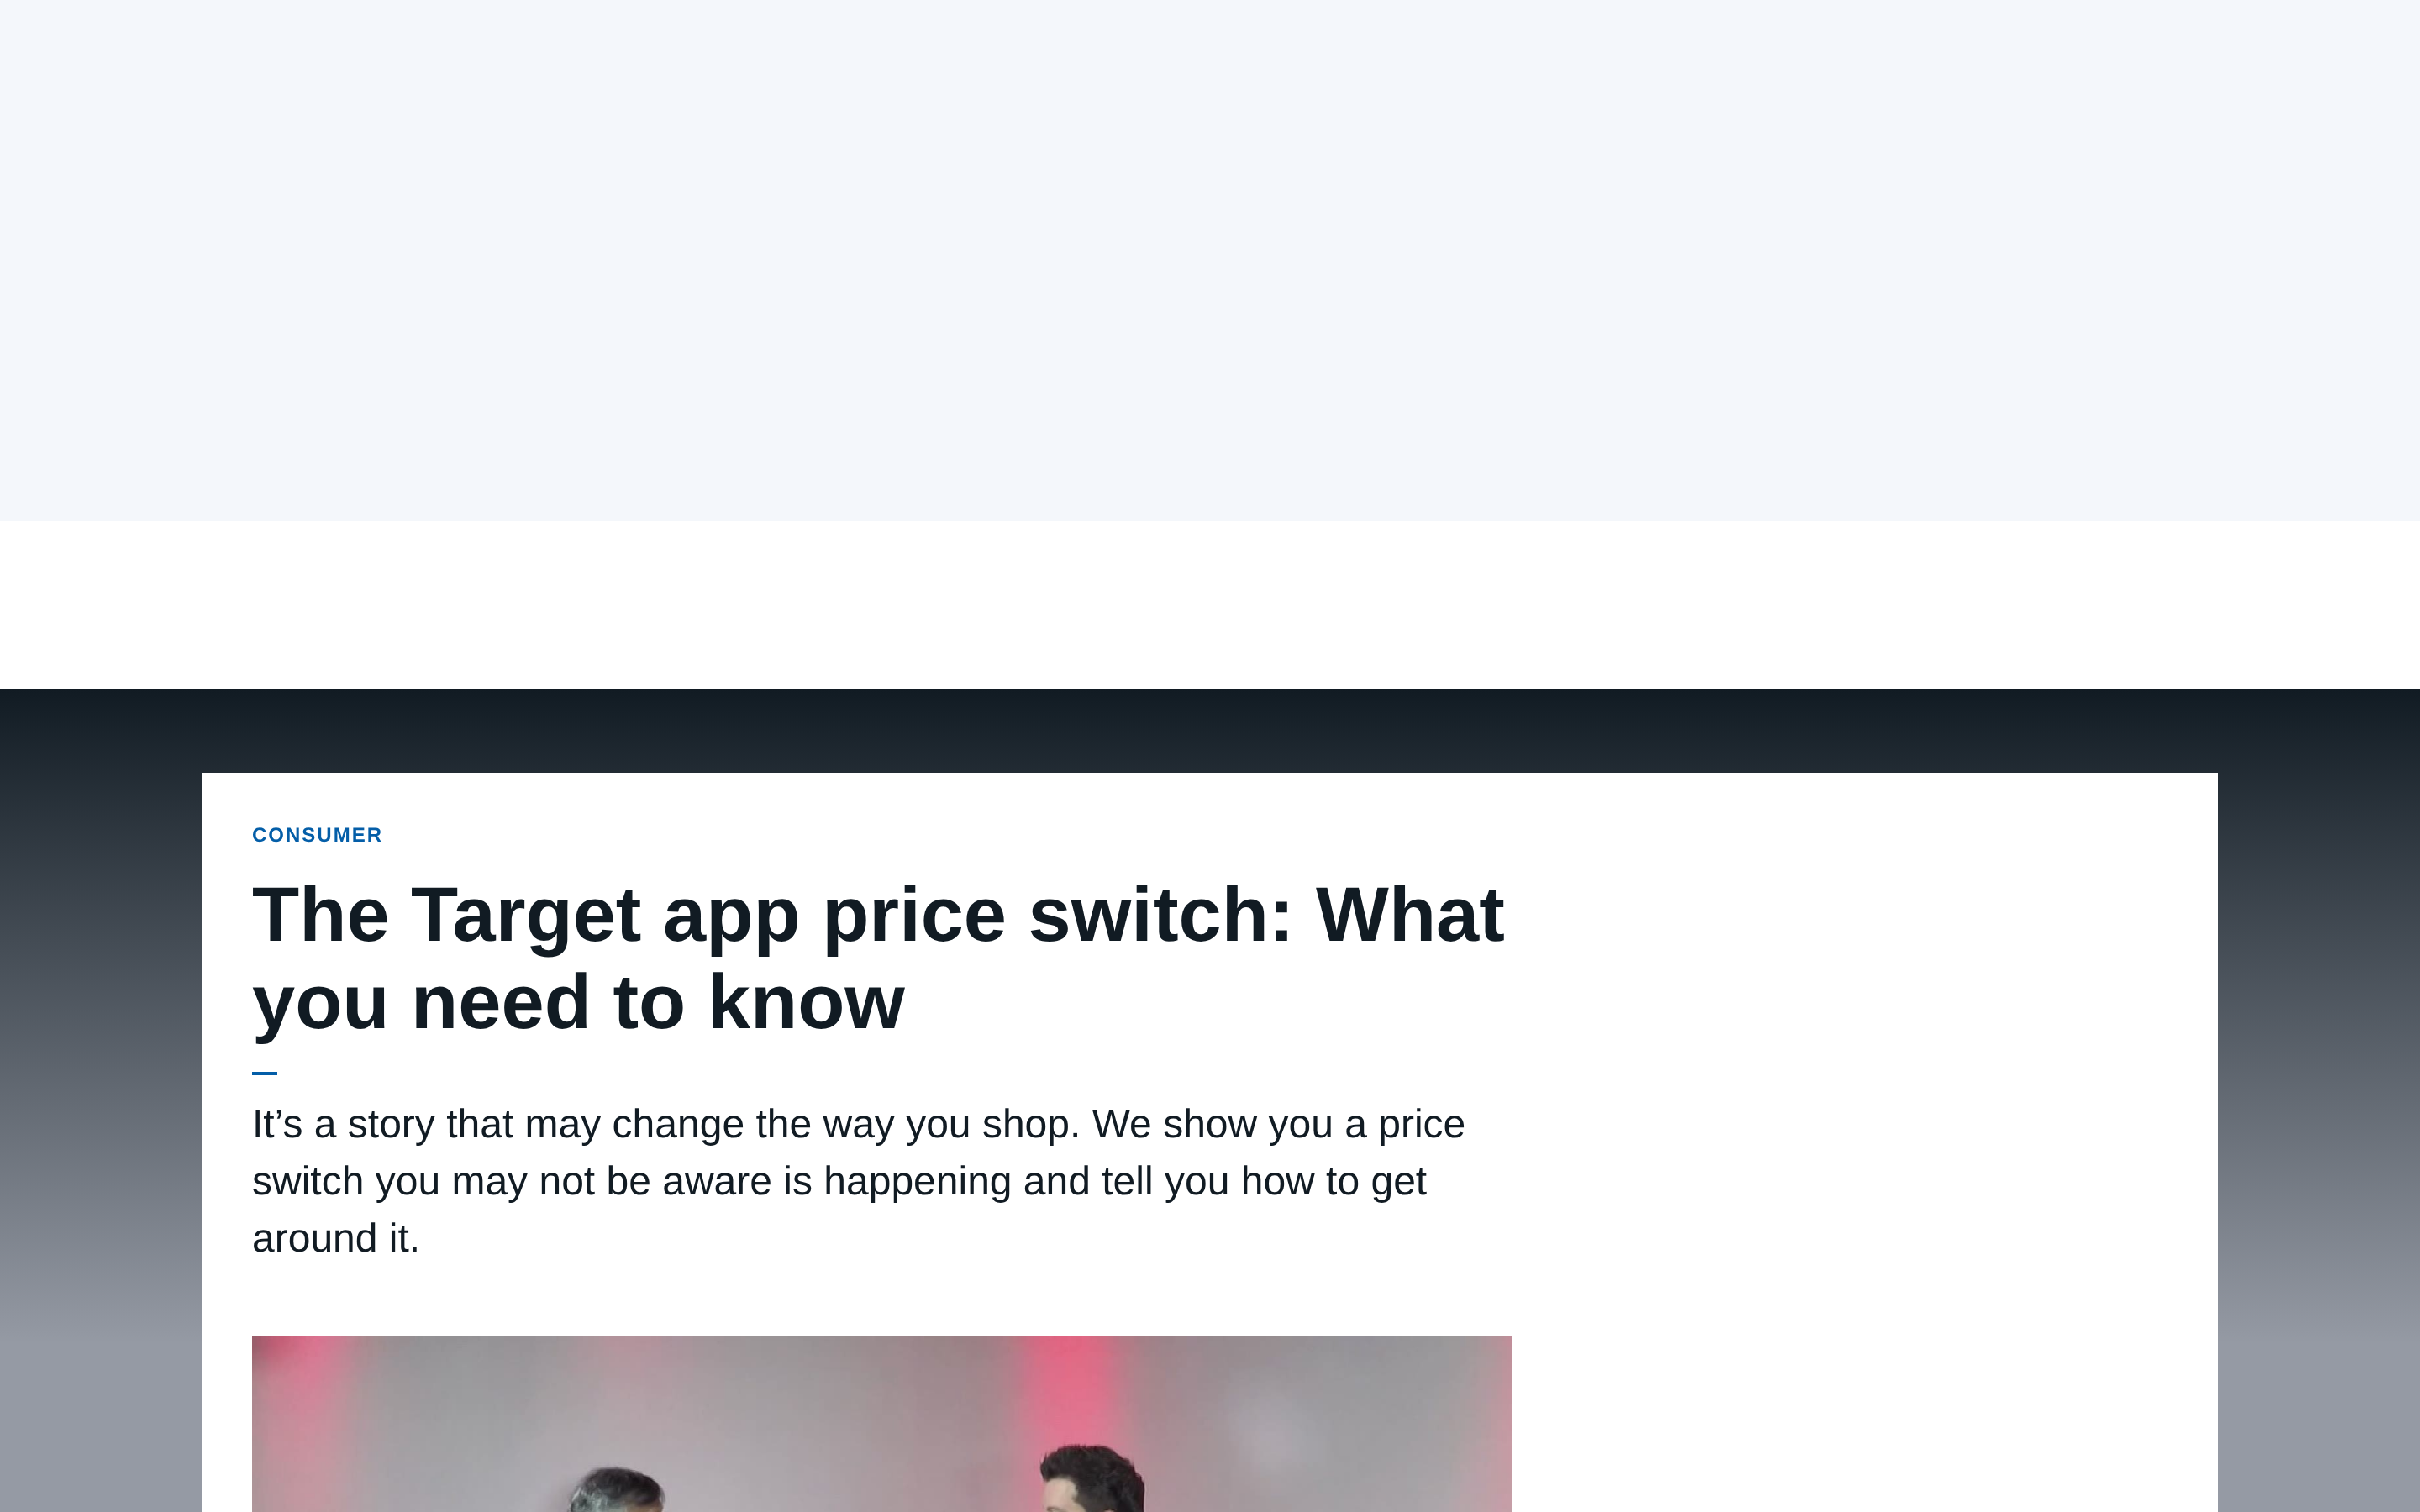 CONSUMER
The Target app price switch: What
you need to know
It’s a story that may change the way you shop. We show you a price
switch you may not be aware is happening and tell you how to get
around it.